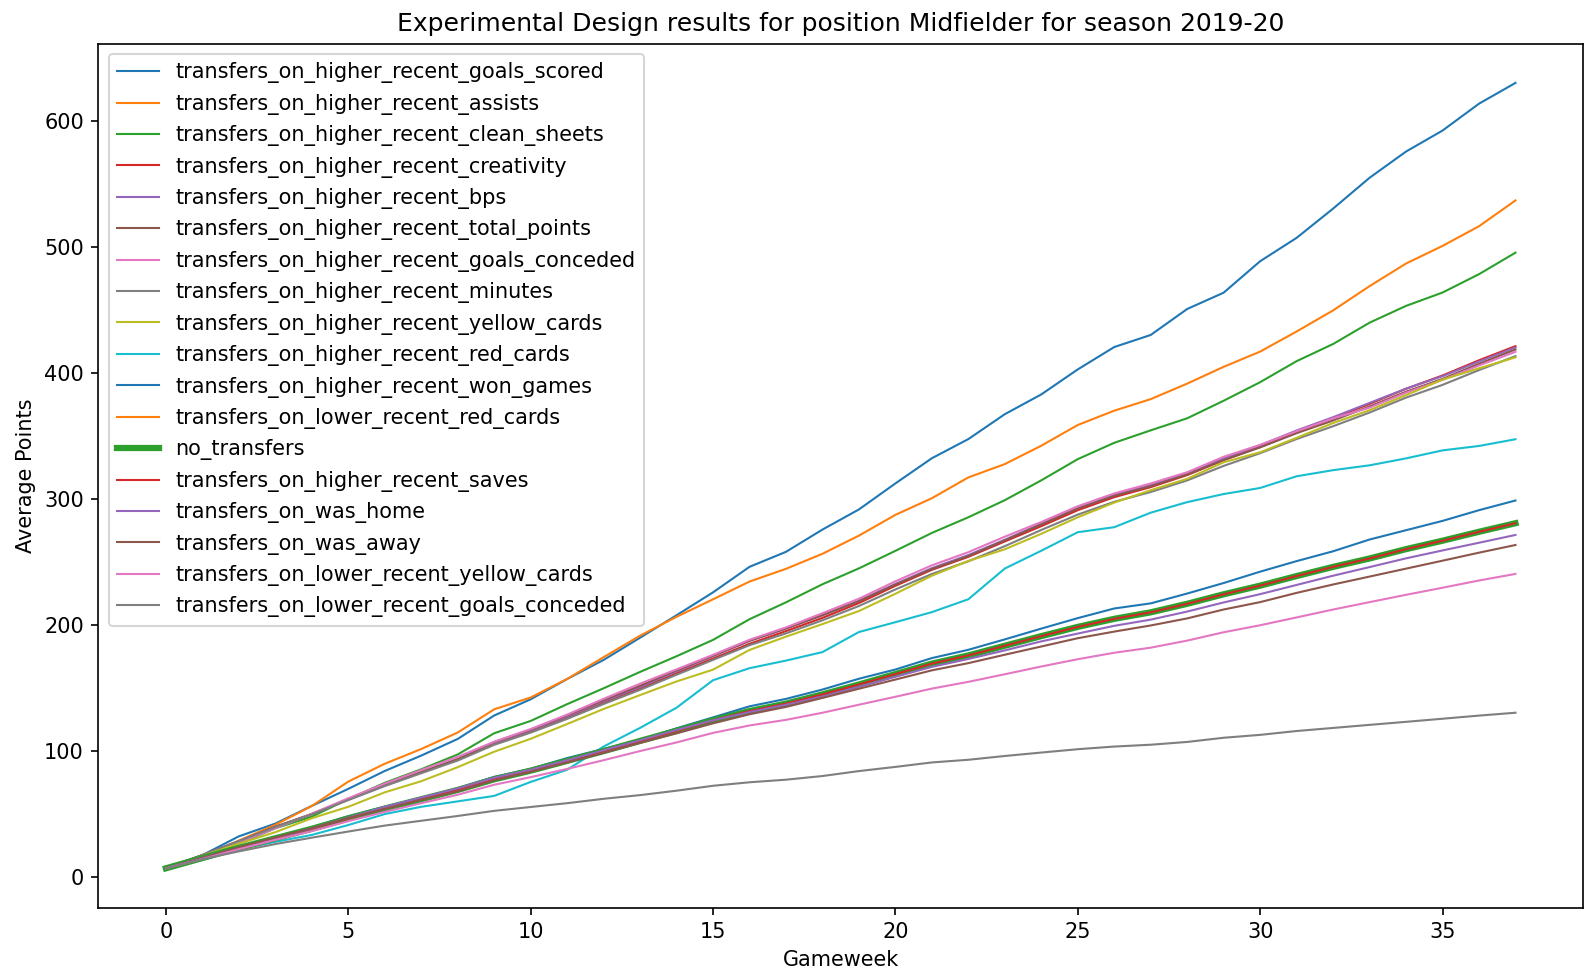 Experimental Design results for position Midfielder for season 2019-20
transfers_on_higher_recent_goals_scored
transfers_on_higher_recent_assists
transfers_on_higher_recent_clean_sheets
transfers_on_higher_recent_creativity
transfers_on_higher_recent_bps
transfers_on_higher_recent_total_points
transfers_on_higher_recent_goals_conceded
transfers_on_higher_recent_minutes
transfers_on_higher_recent_yellow_cards
transfers_on_higher_recent_red_cards
transfers_on_higher_recent_won_games
transfers_on_lower_recent_red_cards
no_transfers
transfers_on_higher_recent_saves
transfers_on_was_home
transfers_on_was_away
transfers_on_lower_recent_yellow_cards
transfers_on_lower_recent_goals_conceded
Average Points
600
500
400
300
200
100
0
0 5 10 15 20 25 30 35
Gameweek